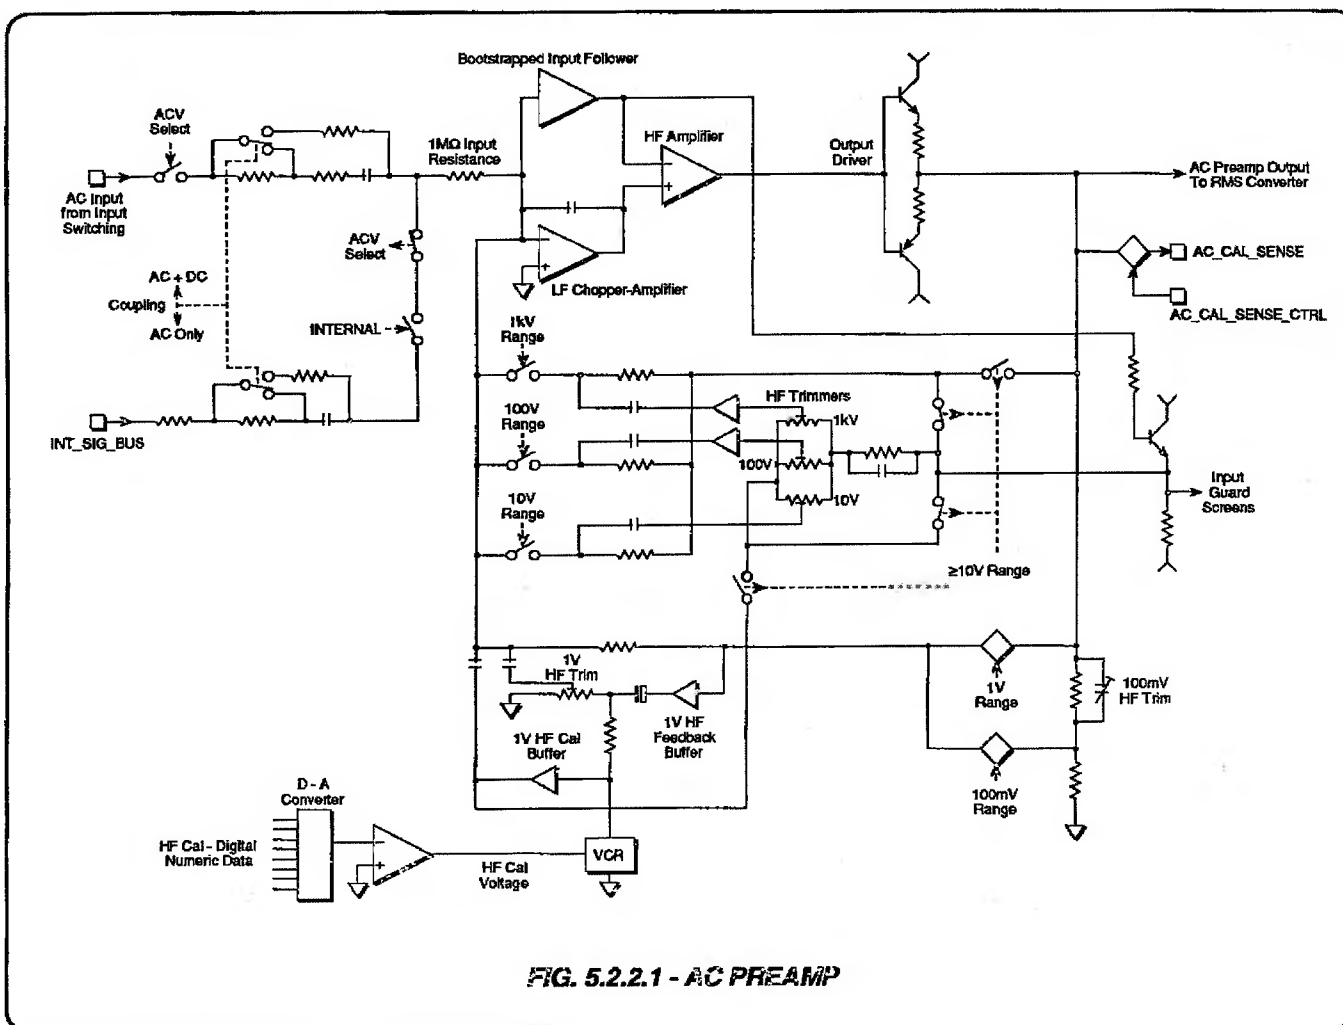 Bootstrapped Input Follower
ACV
Select
1MΩ Input
Resistance
HF Amplifier
Output
Driver
AC Preamp Output
To RMS Converter
AC Input
from Input
Switching
ACV
Select
LF Chopper-Amplifier
AC_CAL_SENSE
AC_CAL_SENSE_CTRL
AC + DC
Coupling
AC Only
INTERNAL
1kV
Range
HF Trimmers
1kV
INT_SIG_BUS
100V
Range
100V
10V
10V
Range
Input
Guard
Screens
≥10V Range
1V
HF Trim
1V
Range
100mV
HF Trim
1V HF Cal
Buffer
1V HF
Feedback
Buffer
100mV
Range
D - A
Converter
HF Cal - Digital
Numeric Data
HF Cal
Voltage
VCR
FIG. 5.2.2.1 - AC PREAMP